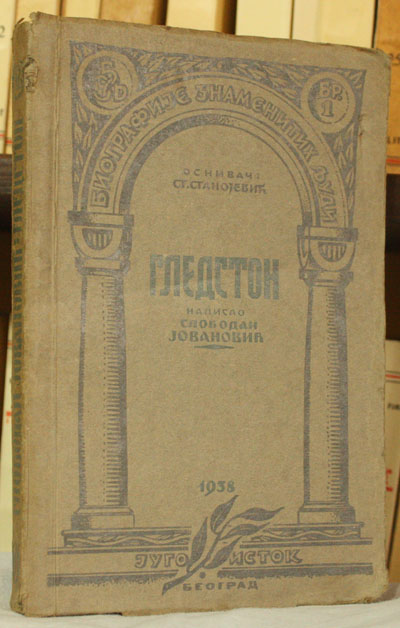 БИОГРАФИЈЕ ЗНАМЕНИТИХ ЉУДИ
БР.
1
ОСНИВАЧ:
СТ. СТАНОЈЕВИЋ
ГЛЕДСТОН
НАПИСАО
СЛОБОДАН
ЈОВАНОВИЋ
1938
ЈУГО ИСТОК
БЕОГРАД